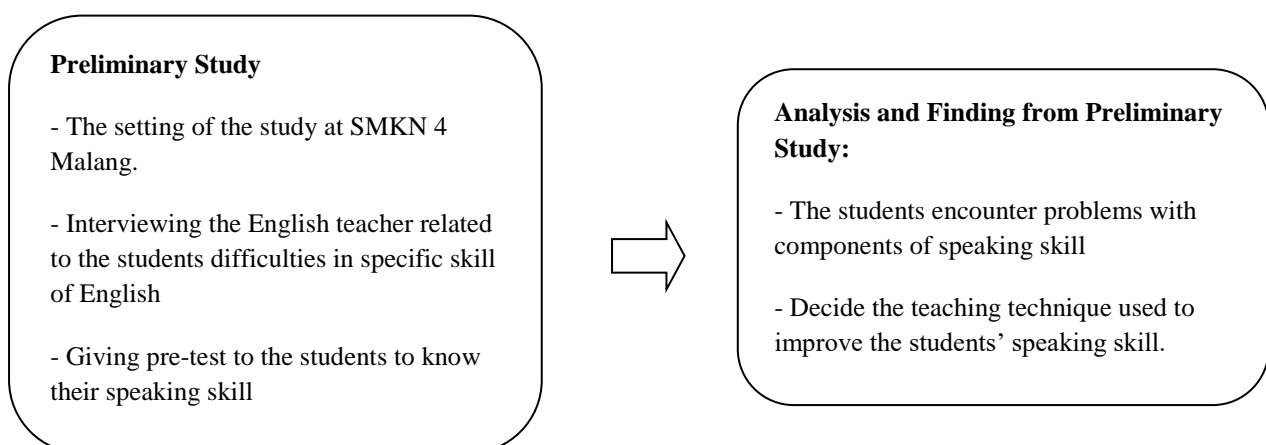 Preliminary Study
- The setting of the study at SMKN 4
Malang.
- Interviewing the English teacher related
to the students difficulties in specific skill
of English
- Giving pre-test to the students to know
their speaking skill
Analysis and Finding from Preliminary
Study:
- The students encounter problems with
components of speaking skill
- Decide the teaching technique used to
improve the students’ speaking skill.